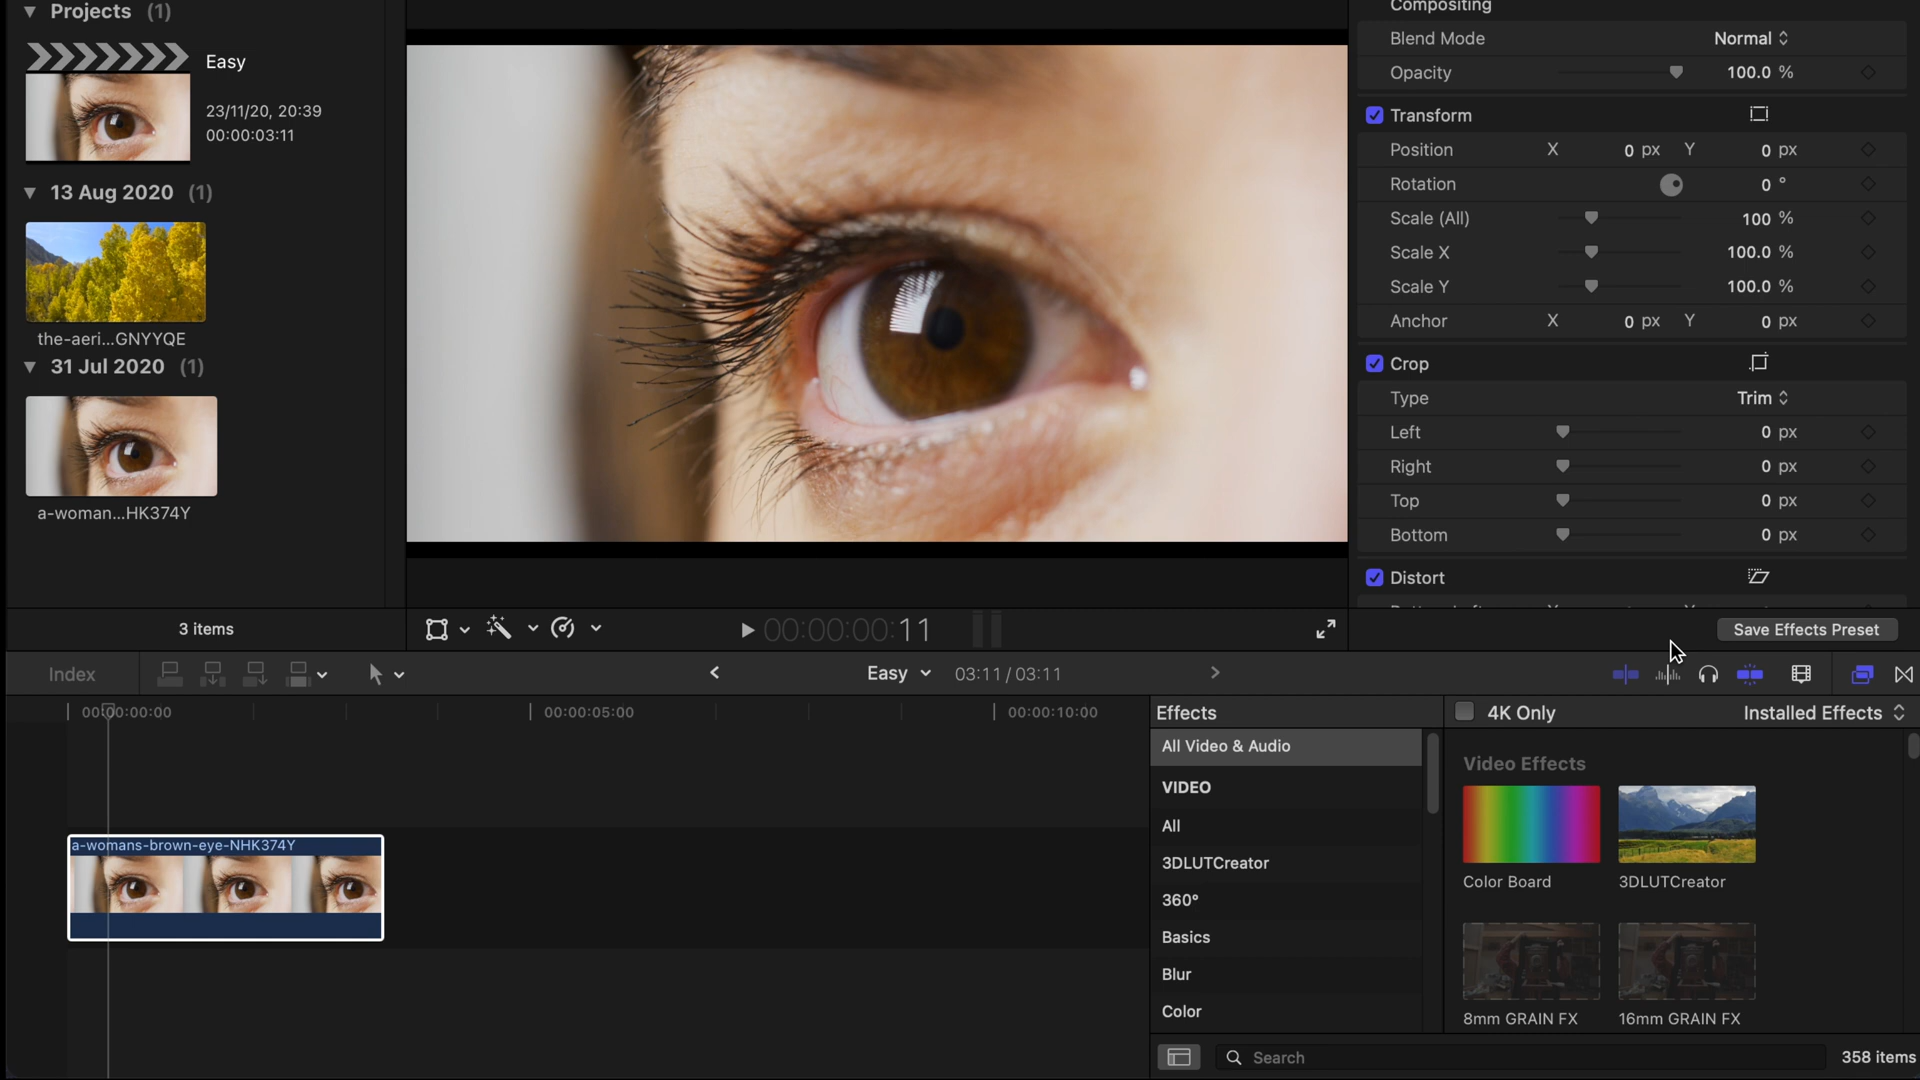 Projects (1)
Easy
23/11/20, 20:39
00:00:03:11
13 Aug 2020 (1)
the-aeri...GNYYQE
31 Jul 2020 (1)
a-woman...HK374Y
3 items
00:00:00:11
Compositing
Blend Mode Normal
Opacity 100.0 %
Transform
Position X 0 px Y 0 px
Rotation 0 °
Scale (All) 100 %
Scale X 100.0 %
Scale Y 100.0 %
Anchor X 0 px Y 0 px
Crop
Type Trim
Left 0 px
Right 0 px
Top 0 px
Bottom 0 px
Distort
Save Effects Preset
Index
Easy 03:11 / 03:11
00:00:00:00 00:00:05:00 00:00:10:00
a-womans-brown-eye-NHK374Y
Effects
All Video & Audio
VIDEO
All
3DLUTCreator
360°
Basics
Blur
Color
4K Only Installed Effects
Video Effects
Color Board 3DLUTCreator
8mm GRAIN FX 16mm GRAIN FX
Search 358 items